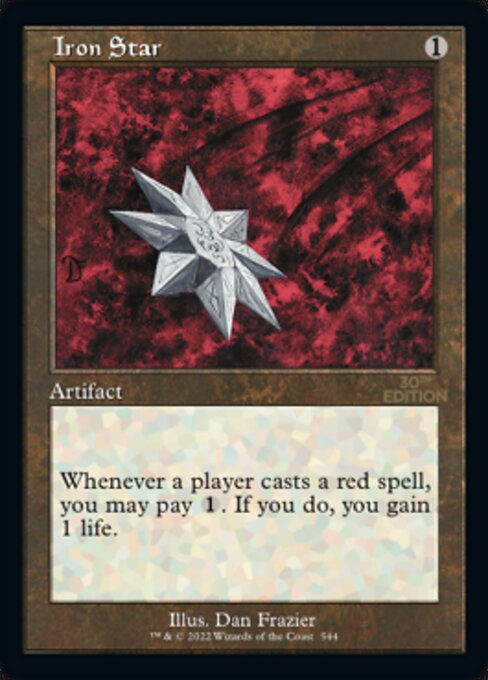 Iron Star 1
30TH EDITION
Artifact
Whenever a player casts a red spell,
you may pay 1. If you do, you gain
1 life.
Illus. Dan Frazier
™ & © 2022 Wizards of the Coast 544